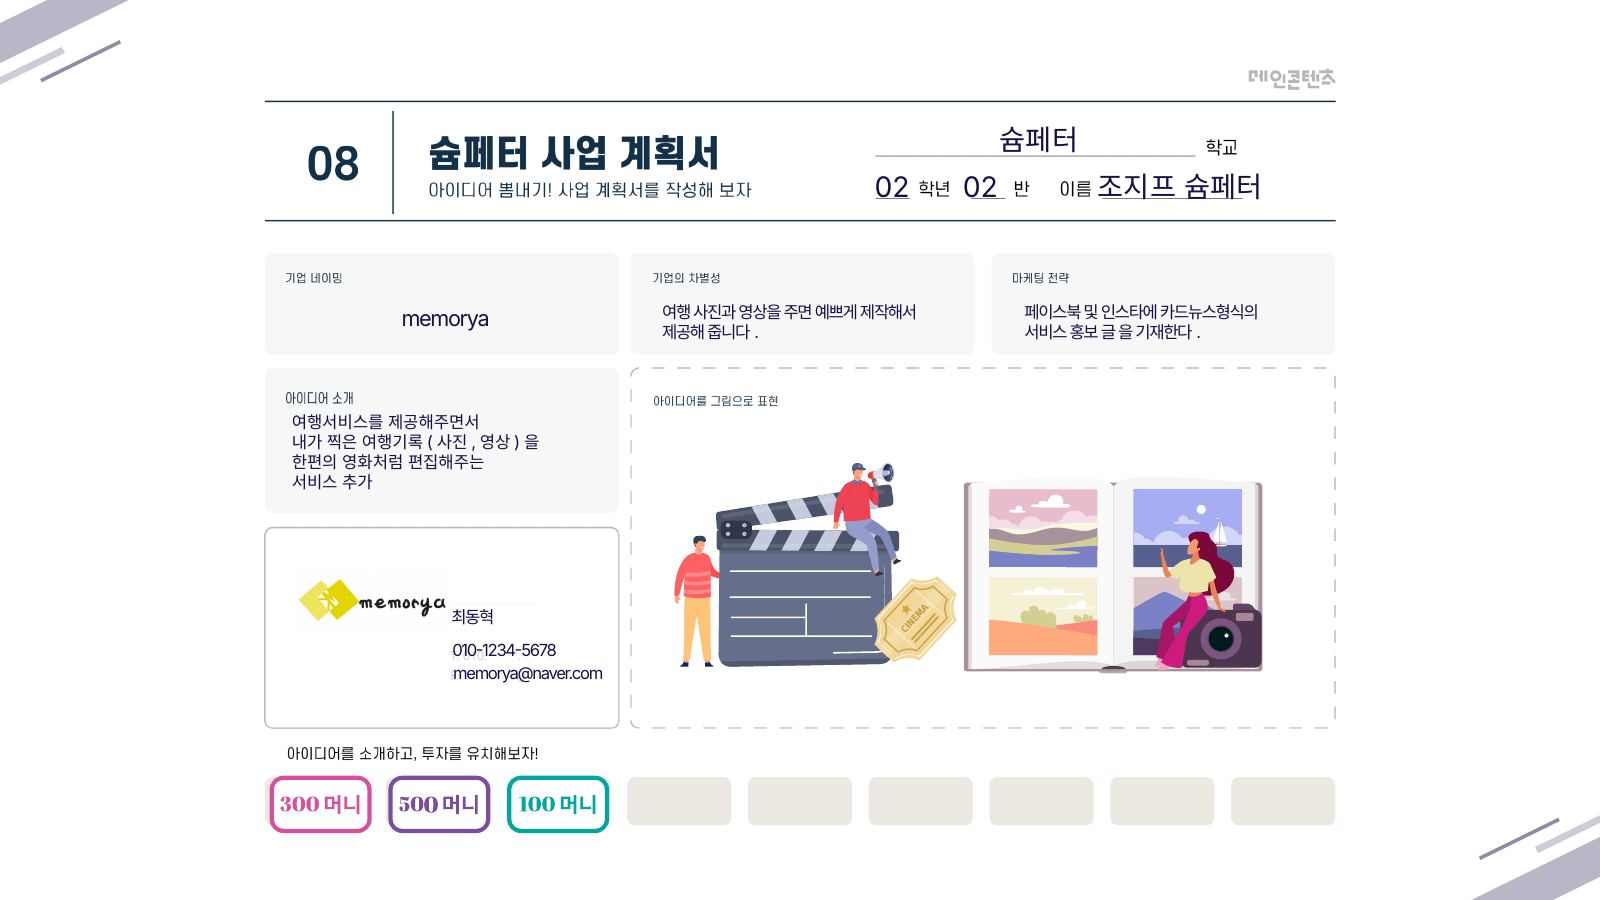 메인콘텐츠
08
슘페터 사업 계획서
아이디어 뽐내기! 사업 계획서를 작성해 보자
슘페터 학교
02 학년 02 반 이름 조지프 슘페터
기업 네이밍
memorya
기업의 차별성
여행 사진과 영상을 주면 예쁘게 제작해서
제공해 줍니다 .
마케팅 전략
페이스북 및 인스타에 카드뉴스형식의
서비스 홍보 글 을 기재한다 .
아이디어 소개
여행서비스를 제공해주면서
내가 찍은 여행기록 ( 사진 , 영상 ) 을
한편의 영화처럼 편집해주는
서비스 추가
아이디어를 그림으로 표현
CINEMA
memorya
최동혁
010-1234-5678
memorya@naver.com
아이디어를 소개하고, 투자를 유치해보자!
300 머니
500 머니
100 머니